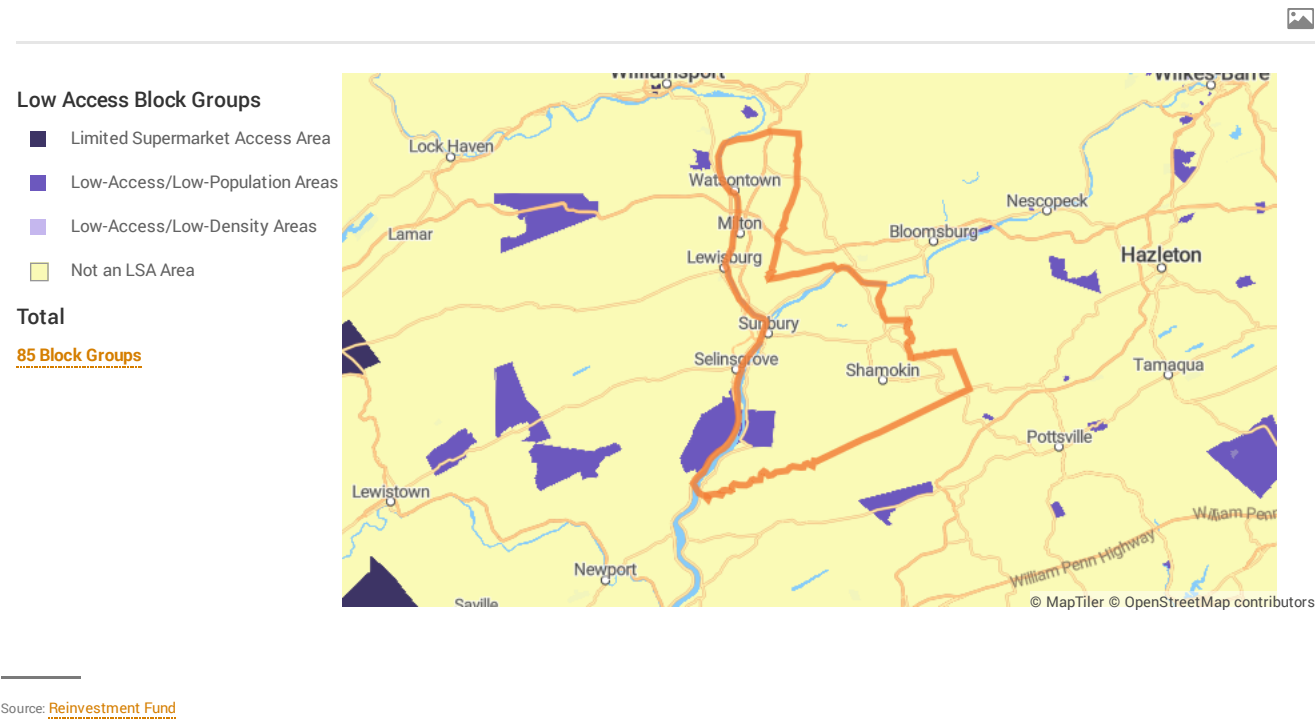 Low Access Block Groups
Limited Supermarket Access Area
Low-Access/Low-Population Areas
Low-Access/Low-Density Areas
Not an LSA Area
Total
85 Block Groups
Williamsport
Wilkes-Barre
Lock Haven
Watsontown
Nescopeck
Milton
Lamar
Bloomsburg
Lewisburg
Hazleton
Sunbury
Selinsgrove
Shamokin
Tamaqua
Pottsville
Lewistown
William Penn
William Penn Highway
Newport
Saville
© MapTiler © OpenStreetMap contributors
Source: Reinvestment Fund